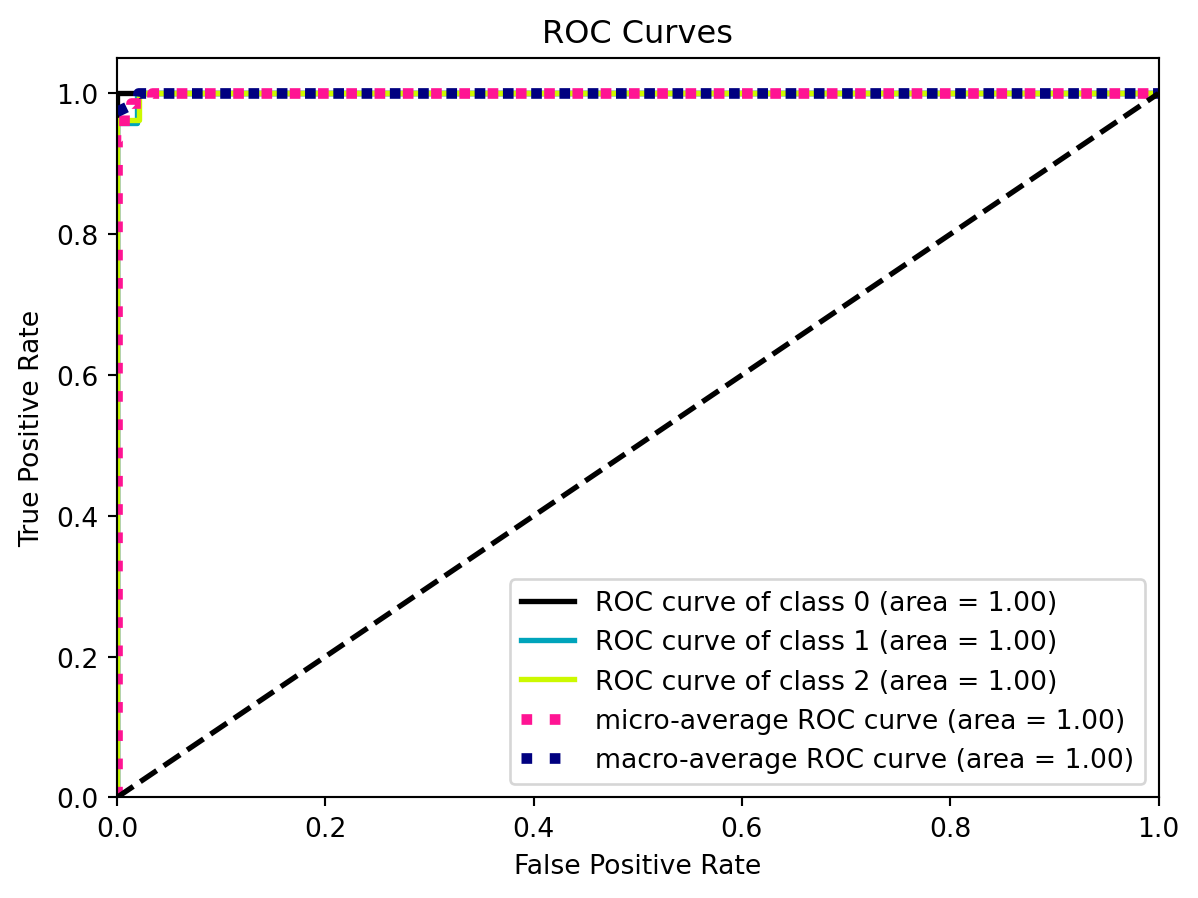 ROC Curves
1.0
0.8
0.6
0.4
0.2
0.0
True Positive Rate
0.0 0.2 0.4 0.6 0.8 1.0
False Positive Rate
ROC curve of class 0 (area = 1.00)
ROC curve of class 1 (area = 1.00)
ROC curve of class 2 (area = 1.00)
micro-average ROC curve (area = 1.00)
macro-average ROC curve (area = 1.00)